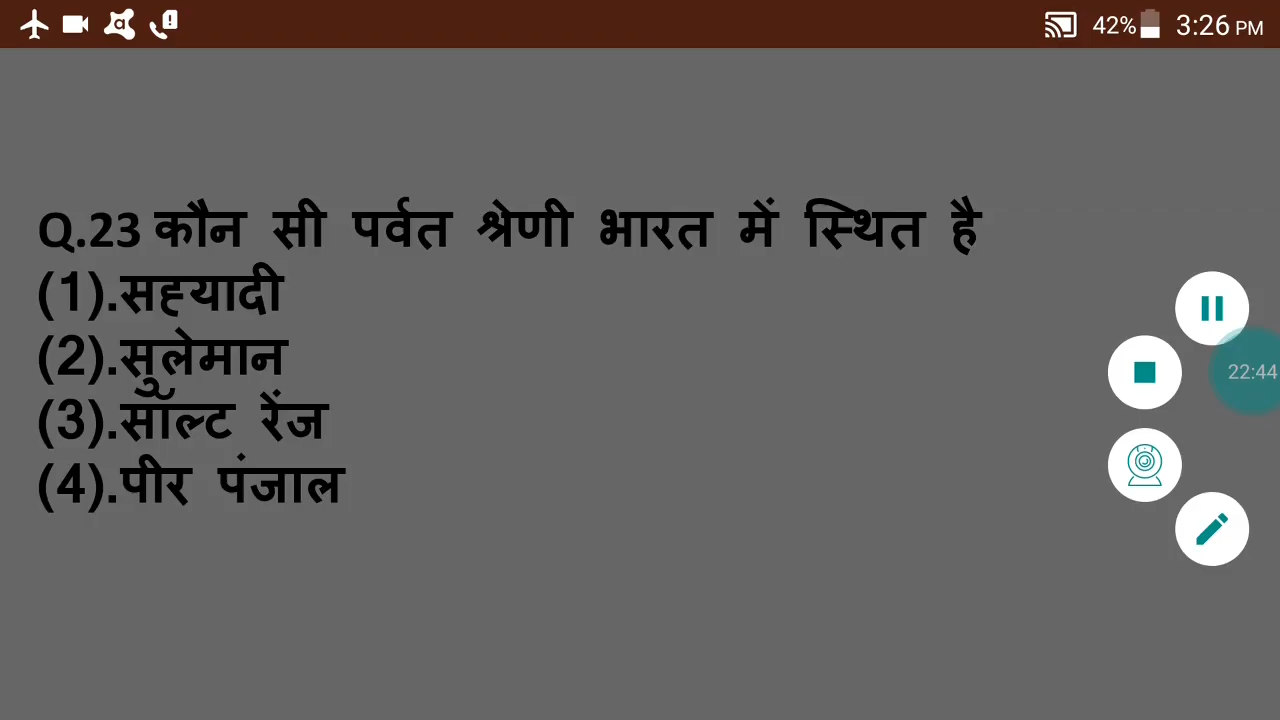 42% 3:26 PM
Q.23 कौन सी पर्वत श्रेणी भारत में स्थित है
(1).सह्यादी
(2).सुलेमान
(3).सॉल्ट रेंज
(4).पीर पंजाल
22:44